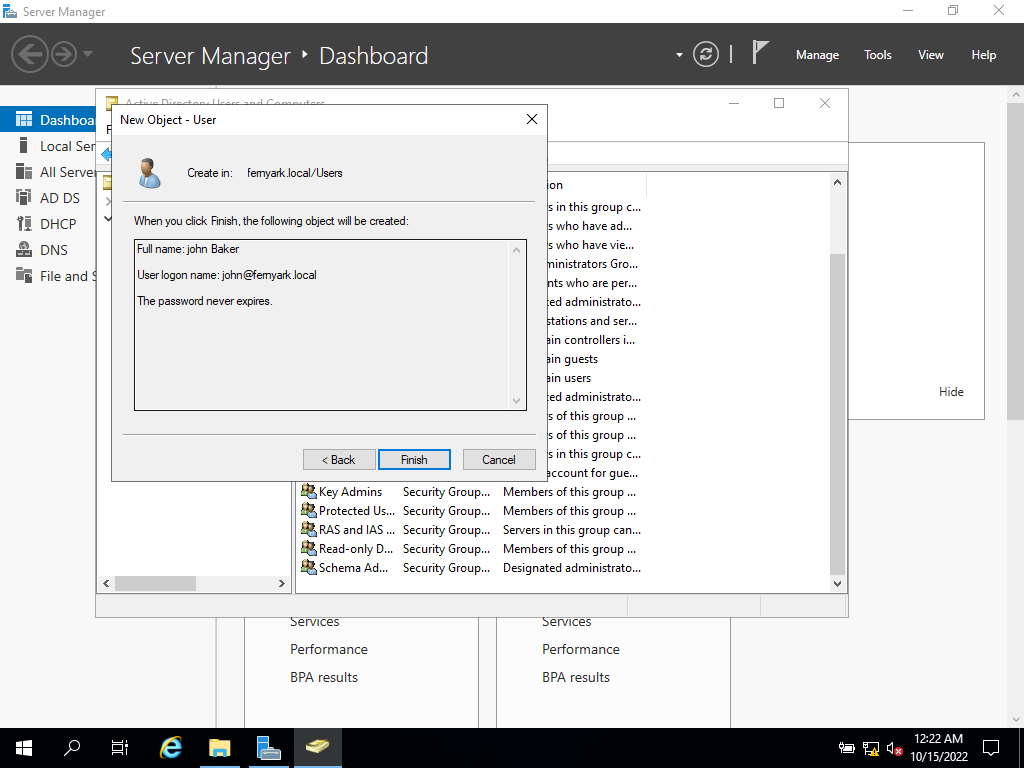 Server Manager
Server Manager ‣ Dashboard
Manage Tools View Help
Dashboa
Local Ser
All Server
AD DS
DHCP
DNS
File and S
Active Directory Users and Computers
F
New Object - User
Create in: fernyark.local/Users
When you click Finish, the following object will be created:
Full name: john Baker
User logon name: john@fernyark.local
The password never expires.
< Back Finish Cancel
ion
s in this group c...
s who have ad...
s who have vie...
ministrators Gro...
nts who are per...
ed administrato...
stations and ser...
ain controllers i...
ain guests
ain users
ed administrato...
s of this group ...
s of this group ...
s in this group c...
account for gue...
Key Admins Security Group... Members of this group ...
Protected Us... Security Group... Members of this group ...
RAS and IAS ... Security Group... Servers in this group can...
Read-only D... Security Group... Members of this group ...
Schema Ad... Security Group... Designated administrato...
Hide
Services
Performance
BPA results
Services
Performance
BPA results
12:22 AM
10/15/2022